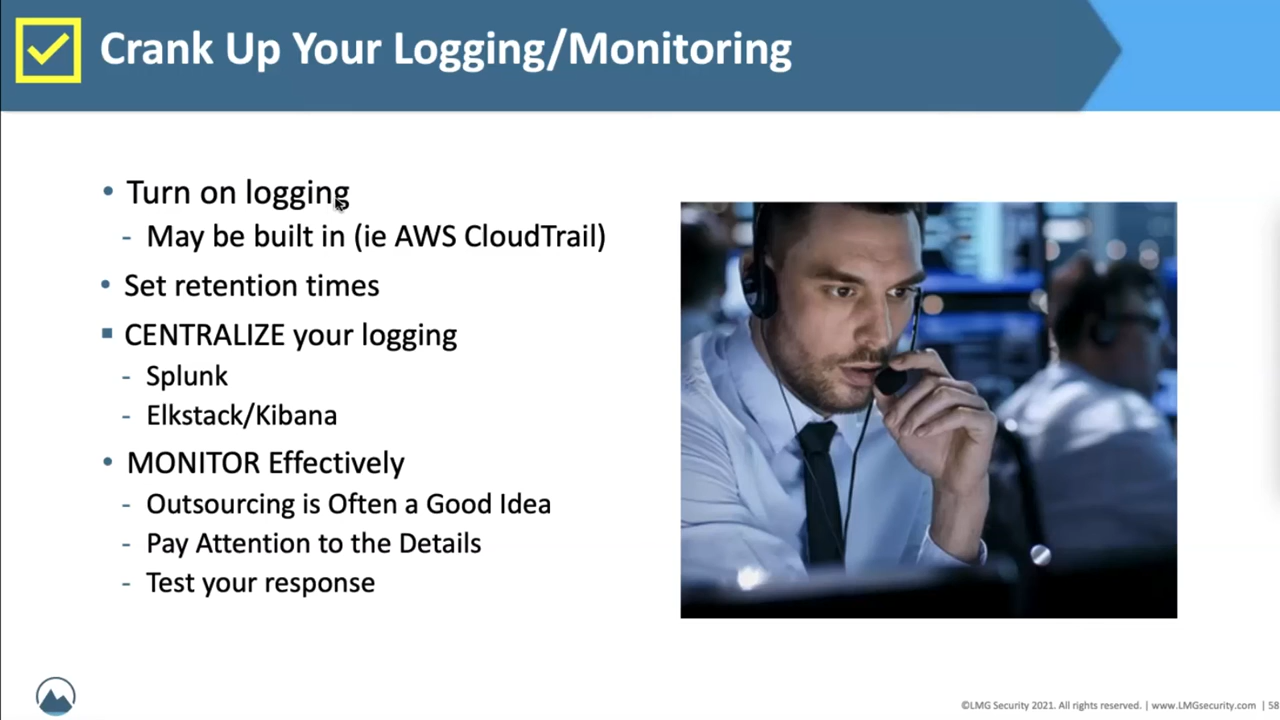 Crank Up Your Logging/Monitoring
• Turn on logging
- May be built in (ie AWS CloudTrail)
• Set retention times
▪ CENTRALIZE your logging
- Splunk
- Elkstack/Kibana
• MONITOR Effectively
- Outsourcing is Often a Good Idea
- Pay Attention to the Details
- Test your response
©LMG Security 2021. All rights reserved. | www.LMGsecurity.com | 58